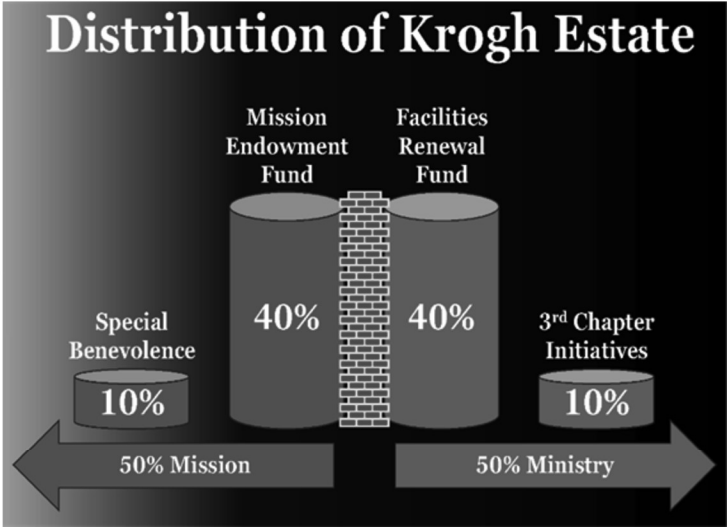 Distribution of Krogh Estate
Mission
Endowment
Fund
Facilities
Renewal
Fund
40%
40%
Special
Benevolence
3rd Chapter
Initiatives
10%
10%
50% Mission
50% Ministry